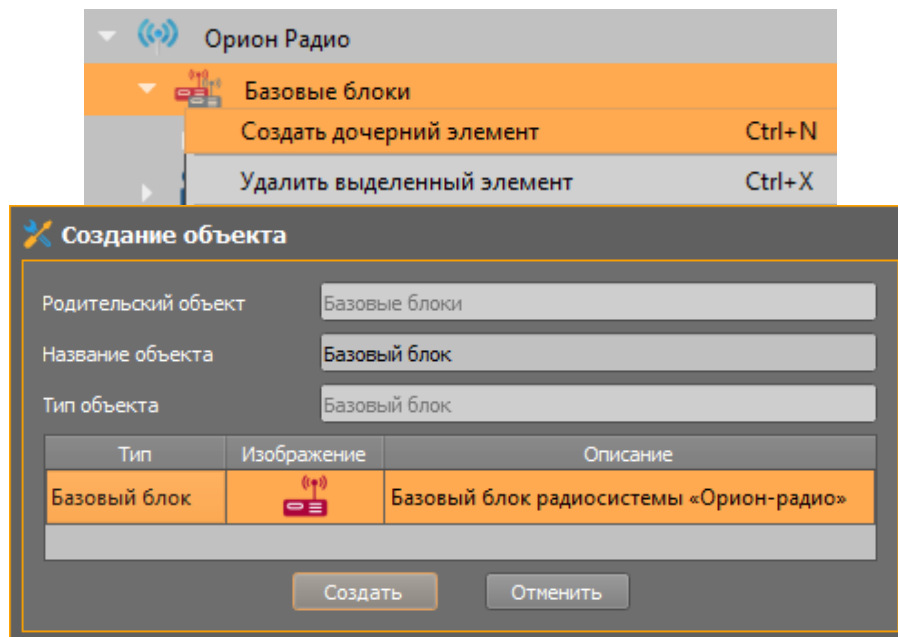 Орион Радио
Базовые блоки
Создать дочерний элемент Ctrl+N
Удалить выделенный элемент Ctrl+X
Создание объекта
Родительский объект Базовые блоки
Название объекта Базовый блок
Тип объекта Базовый блок
Тип Изображение Описание
Базовый блок Базовый блок радиосистемы «Орион-радио»
Создать Отменить